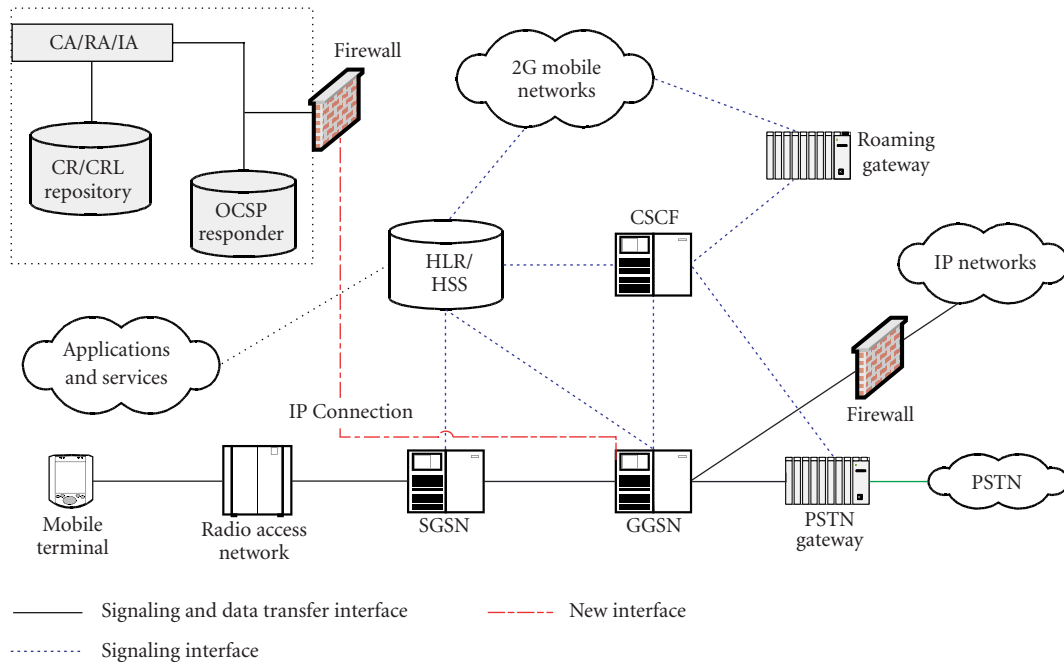 CA/RA/IA
Firewall
CR/CRL
repository
OCSP
responder
2G mobile
networks
Roaming
gateway
CSCF
HLR/
HSS
IP networks
Applications
and services
IP Connection
Firewall
Mobile
terminal
Radio access
network
SGSN
GGSN
PSTN
gateway
PSTN
Signaling and data transfer interface
New interface
Signaling interface